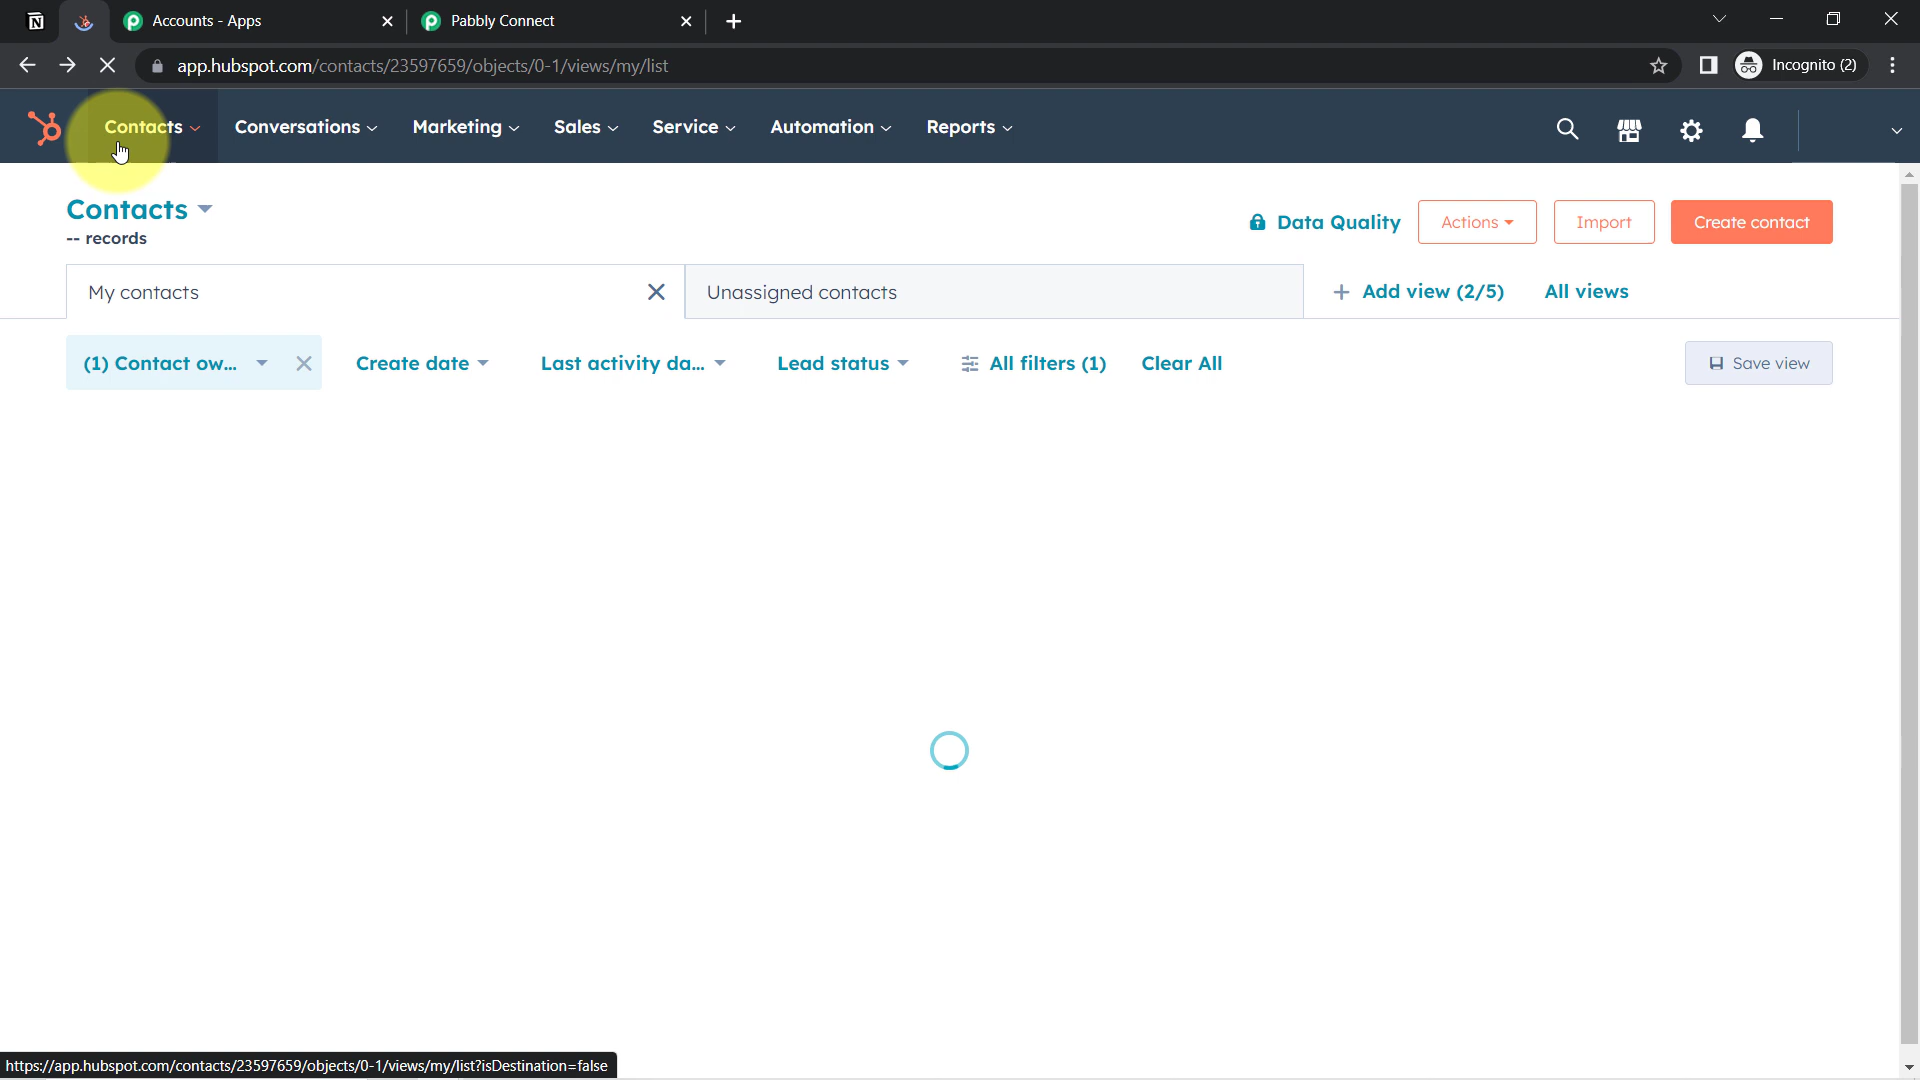 Accounts - Apps
Pabbly Connect
app.hubspot.com/contacts/23597659/objects/0-1/views/my/list
Incognito (2)
Contacts Conversations Marketing Sales Service Automation Reports
Contacts
-- records
Data Quality
Actions
Import
Create contact
My contacts
Unassigned contacts
+ Add view (2/5)
All views
(1) Contact ow...
Create date
Last activity da...
Lead status
All filters (1)
Clear All
Save view
https://app.hubspot.com/contacts/23597659/objects/0-1/views/my/list?isDestination=false